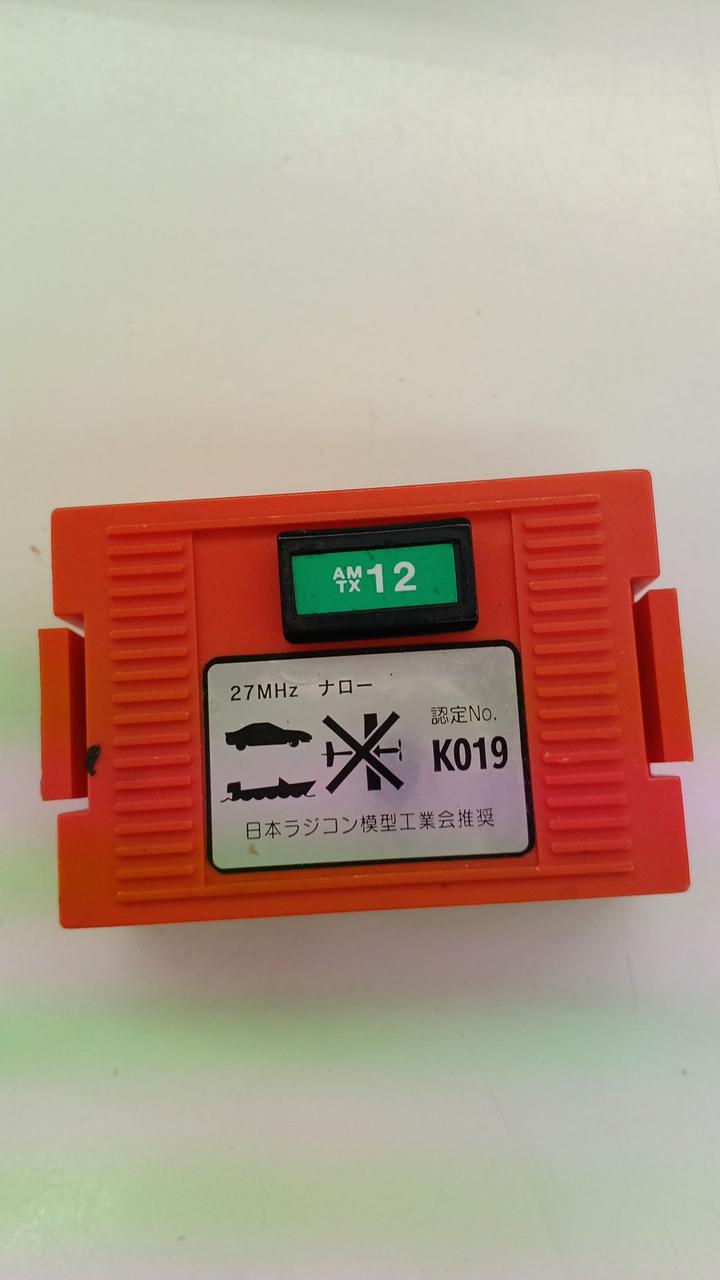 AM
TX 12
27MHz ナロー
認定No.
K019
日本ラジコン模型工業会推奨